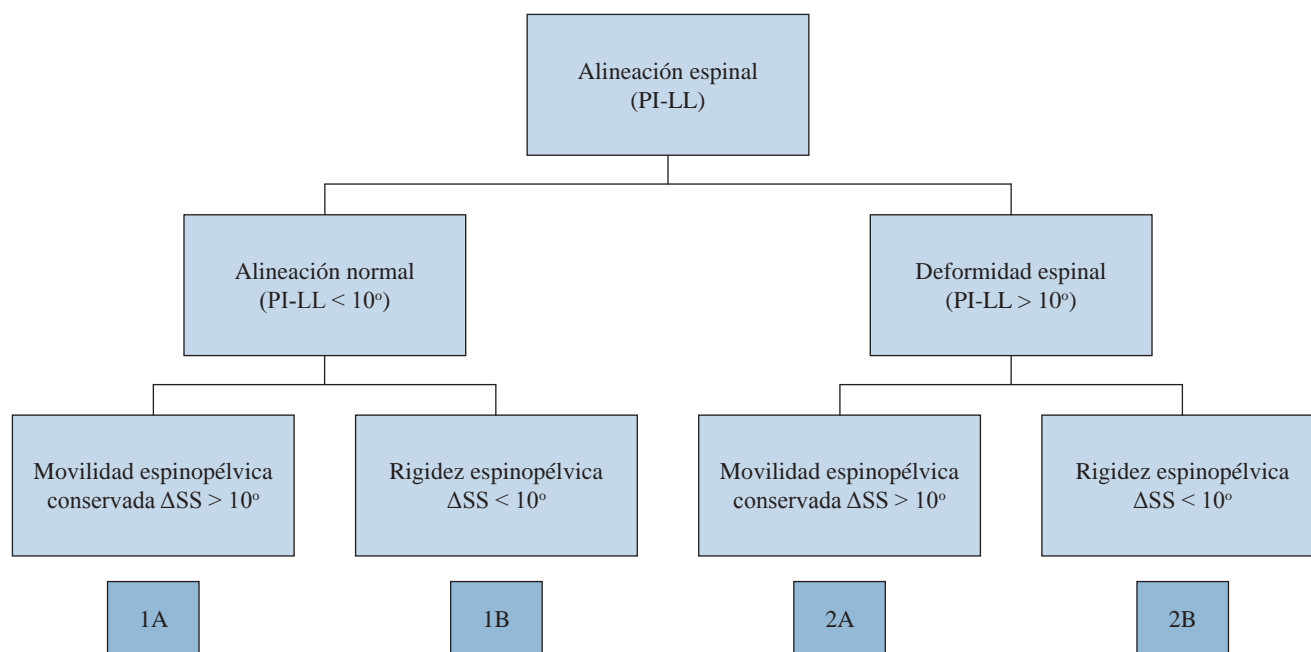 Alineación espinal
(PI-LL)
Alineación normal
(PI-LL < 10º)
Deformidad espinal
(PI-LL > 10º)
Movilidad espinopélvica
conservada ΔSS > 10º
Rigidez espinopélvica
ΔSS < 10º
Movilidad espinopélvica
conservada ΔSS > 10º
Rigidez espinopélvica
ΔSS < 10º
1A
1B
2A
2B